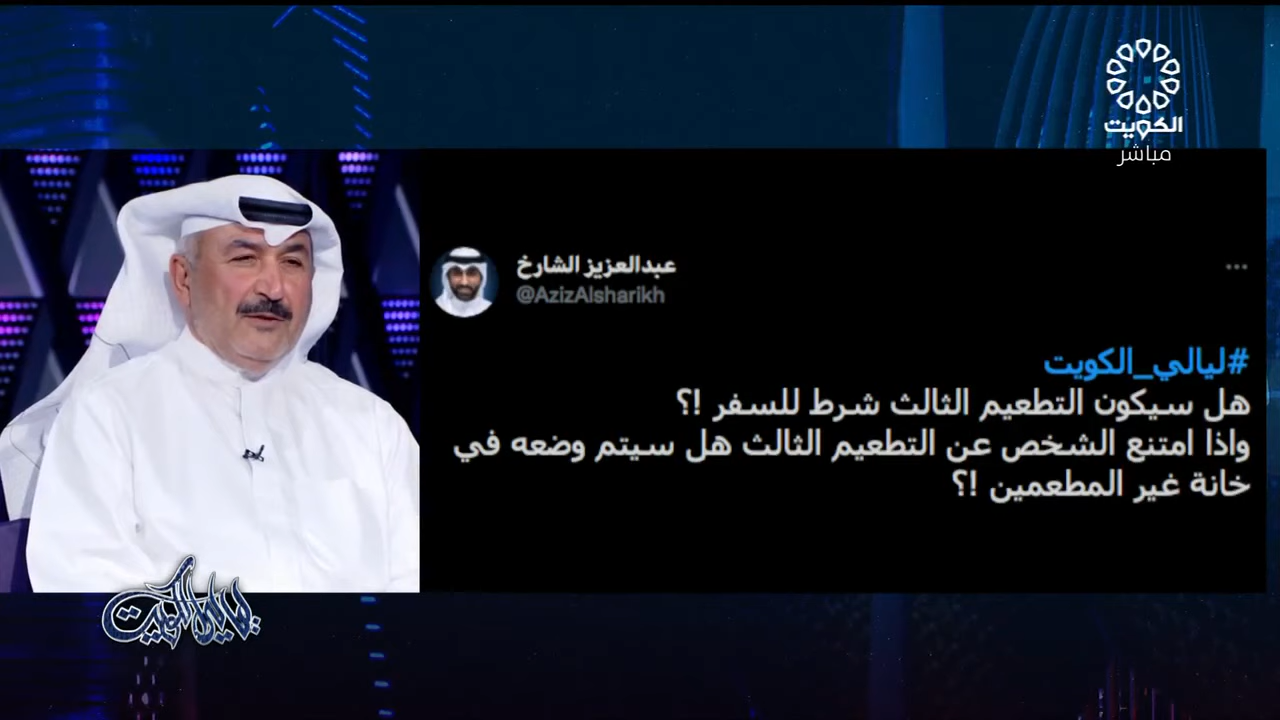 الكويت
مباشر
عبدالعزيز الشارخ
@AzizAlsharikh
#ليالي_الكويت
هل سيكون التطعيم الثالث شرط للسفر !؟
واذا امتنع الشخص عن التطعيم الثالث هل سيتم وضعه في
خانة غير المطعمين !؟
ليالي الكويت